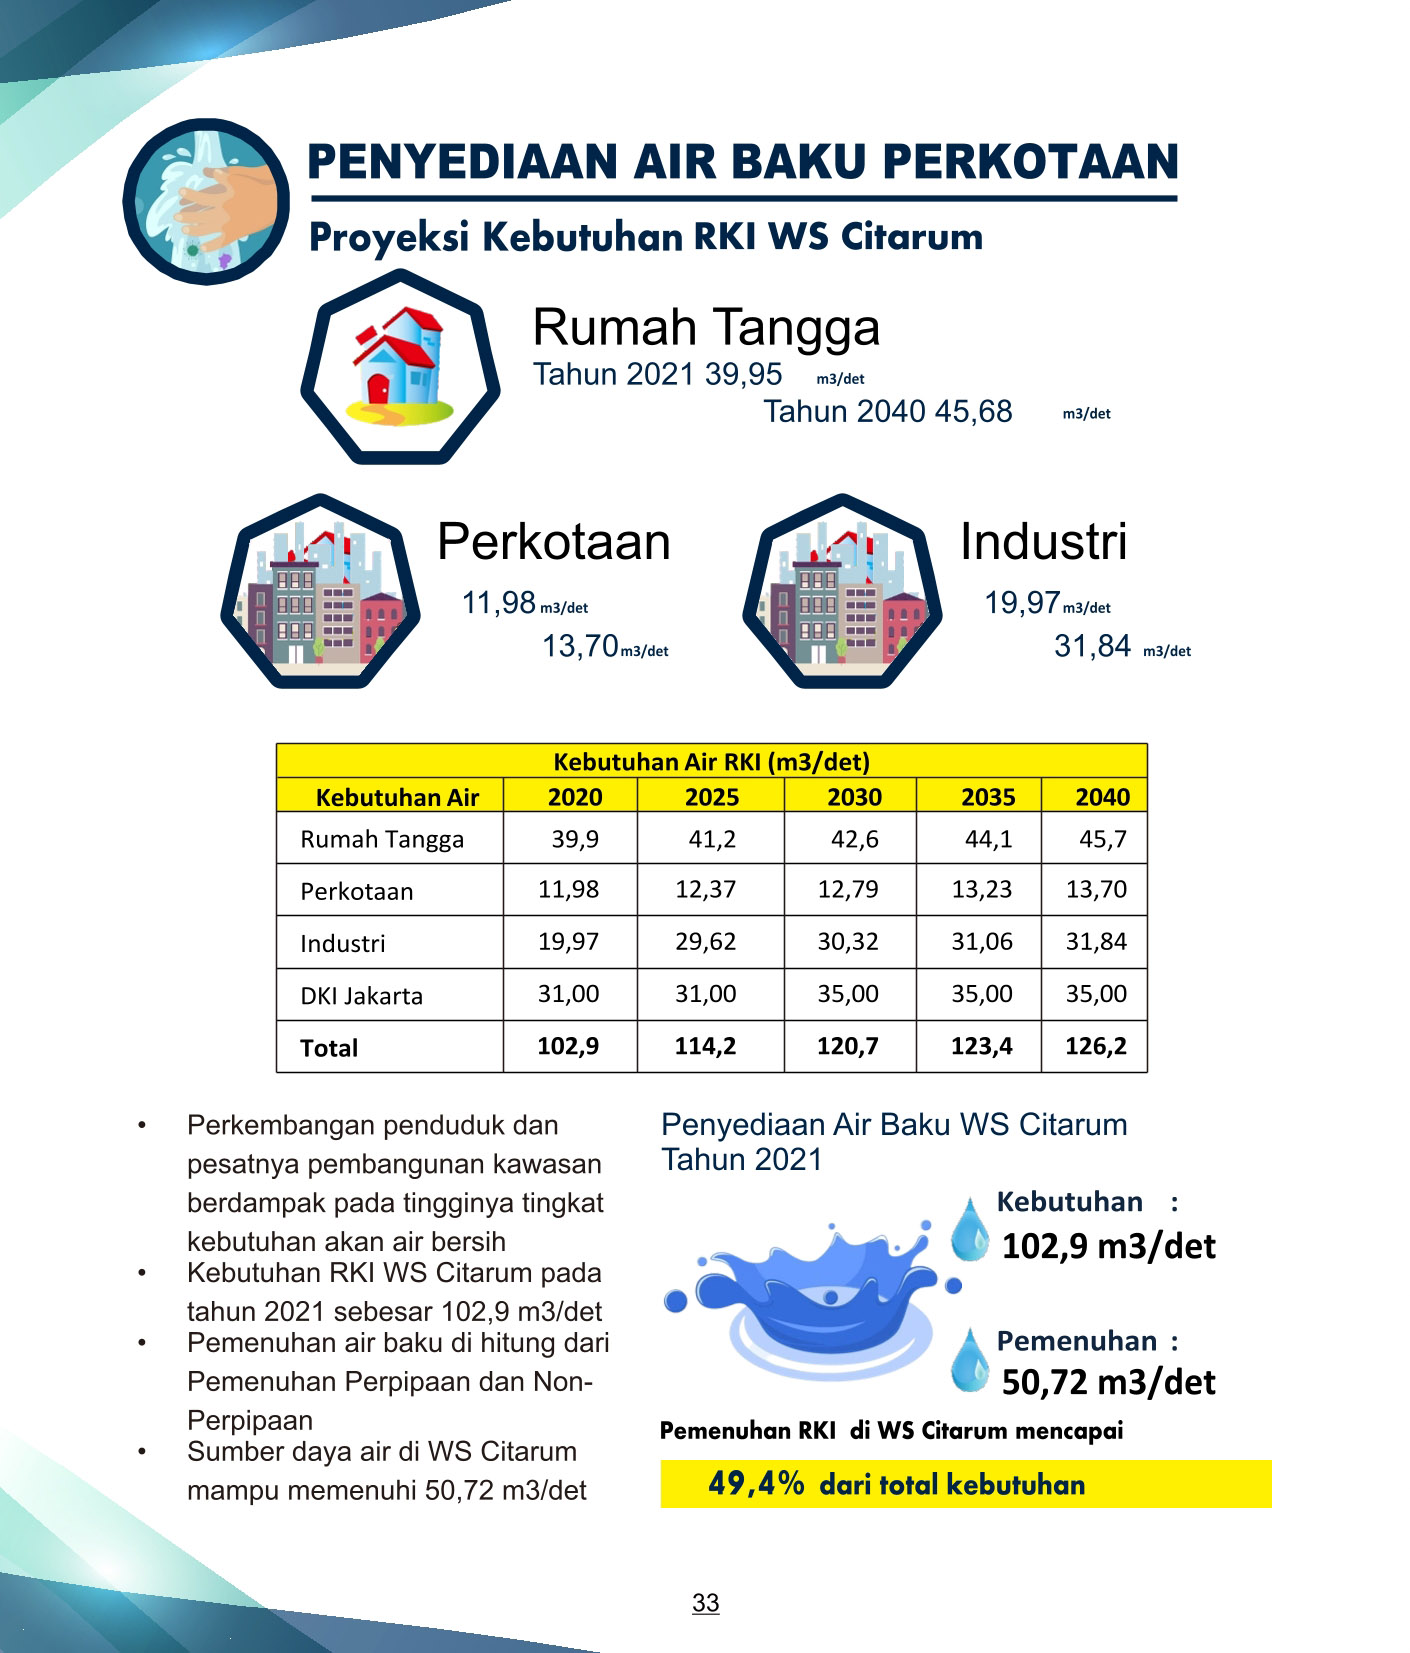 PENYEDIAAN AIR BAKU PERKOTAAN
Proyeksi Kebutuhan RKI WS Citarum
Rumah Tangga
Tahun 2021 39,95 m3/det
Tahun 2040 45,68 m3/det
Perkotaan
11,98 m3/det
13,70 m3/det
Industri
19,97 m3/det
31,84 m3/det
Kebutuhan Air RKI (m3/det)
Kebutuhan Air 2020 2025 2030 2035 2040
Rumah Tangga 39,9 41,2 42,6 44,1 45,7
Perkotaan 11,98 12,37 12,79 13,23 13,70
Industri 19,97 29,62 30,32 31,06 31,84
DKI Jakarta 31,00 31,00 35,00 35,00 35,00
Total 102,9 114,2 120,7 123,4 126,2
• Perkembangan penduduk dan
pesatnya pembangunan kawasan
berdampak pada tingginya tingkat
kebutuhan akan air bersih
• Kebutuhan RKI WS Citarum pada
tahun 2021 sebesar 102,9 m3/det
• Pemenuhan air baku di hitung dari
Pemenuhan Perpipaan dan Non-
Perpipaan
• Sumber daya air di WS Citarum
mampu memenuhi 50,72 m3/det
Penyediaan Air Baku WS Citarum
Tahun 2021
Kebutuhan :
102,9 m3/det
Pemenuhan :
50,72 m3/det
Pemenuhan RKI di WS Citarum mencapai
49,4% dari total kebutuhan
33